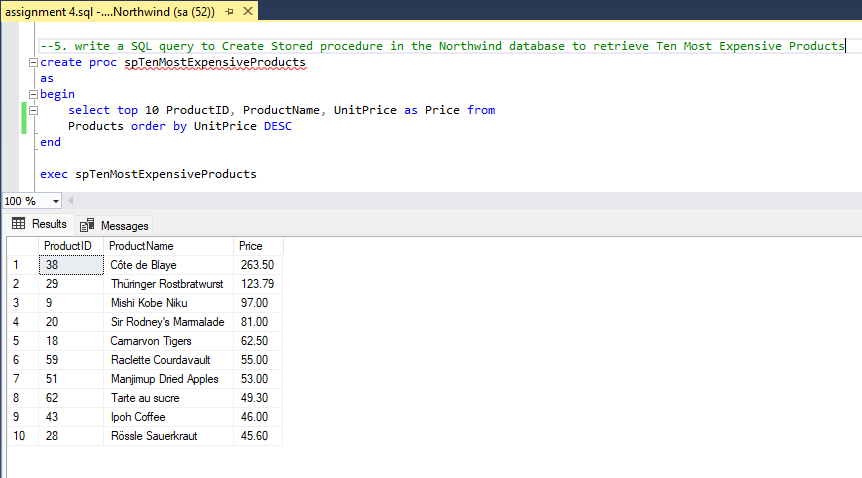 assignment 4.sql -....Northwind (sa (52))
--5. write a SQL query to Create Stored procedure in the Northwind database to retrieve Ten Most Expensive Products
create proc spTenMostExpensiveProducts
as
begin
select top 10 ProductID, ProductName, UnitPrice as Price from
Products order by UnitPrice DESC
end
exec spTenMostExpensiveProducts
100 %
Results Messages
ProductID ProductName Price
1 38 Côte de Blaye 263.50
2 29 Thüringer Rostbratwurst 123.79
3 9 Mishi Kobe Niku 97.00
4 20 Sir Rodney's Marmalade 81.00
5 18 Carnarvon Tigers 62.50
6 59 Raclette Courdavault 55.00
7 51 Manjimup Dried Apples 53.00
8 62 Tarte au sucre 49.30
9 43 Ipoh Coffee 46.00
10 28 Rössle Sauerkraut 45.60